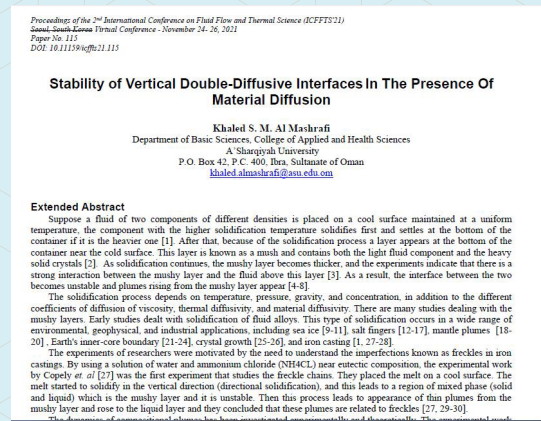 Proceedings of the 2nd International Conference on Fluid Flow and Thermal Science (ICFFTS'21)
Seoul, South Korea Virtual Conference - November 24- 26, 2021
Paper No. 115
DOI: 10.11159/icffts21.115
Stability of Vertical Double-Diffusive Interfaces In The Presence Of
Material Diffusion
Khaled S. M. Al Mashrafi
Department of Basic Sciences, College of Applied and Health Sciences
A`Sharqiyah University
P.O. Box 42, P.C. 400, Ibra, Sultanate of Oman
khaled.almashrafi@asu.edu.om
Extended Abstract
Suppose a fluid of two components of different densities is placed on a cool surface maintained at a uniform
temperature, the component with the higher solidification temperature solidifies first and settles at the bottom of the
container if it is the heavier one [1]. After that, because of the solidification process a layer appears at the bottom of the
container near the cold surface. This layer is known as a mush and contains both the light fluid component and the heavy
solid crystals [2]. As solidification continues, the mushy layer becomes thicker, and the experiments indicate that there is a
strong interaction between the mushy layer and the fluid above this layer [3]. As a result, the interface between the two
becomes unstable and plumes rising from the mushy layer appear [4-8].
The solidification process depends on temperature, pressure, gravity, and concentration, in addition to the different
coefficients of diffusion of viscosity, thermal diffusivity, and material diffusivity. There are many studies dealing with the
mushy layers. Early studies dealt with solidification of fluid alloys. This type of solidification occurs in a wide range of
environmental, geophysical, and industrial applications, including sea ice [9-11], salt fingers [12-17], mantle plumes [18-
20] , Earth's inner-core boundary [21-24], crystal growth [25-26], and iron casting [1, 27-28].
The experiments of researchers were motivated by the need to understand the imperfections known as freckles in iron
castings. By using a solution of water and ammonium chloride (NH4CL) near eutectic composition, the experimental work
by Copely et. al [27] was the first experiment that studies the freckle chains. They placed the melt on a cool surface. The
melt started to solidify in the vertical direction (directional solidification), and this leads to a region of mixed phase (solid
and liquid) which is the mushy layer and it is unstable. Then this process leads to appearance of thin plumes from the
mushy layer and rose to the liquid layer and they concluded that these plumes are related to freckles [27, 29-30].